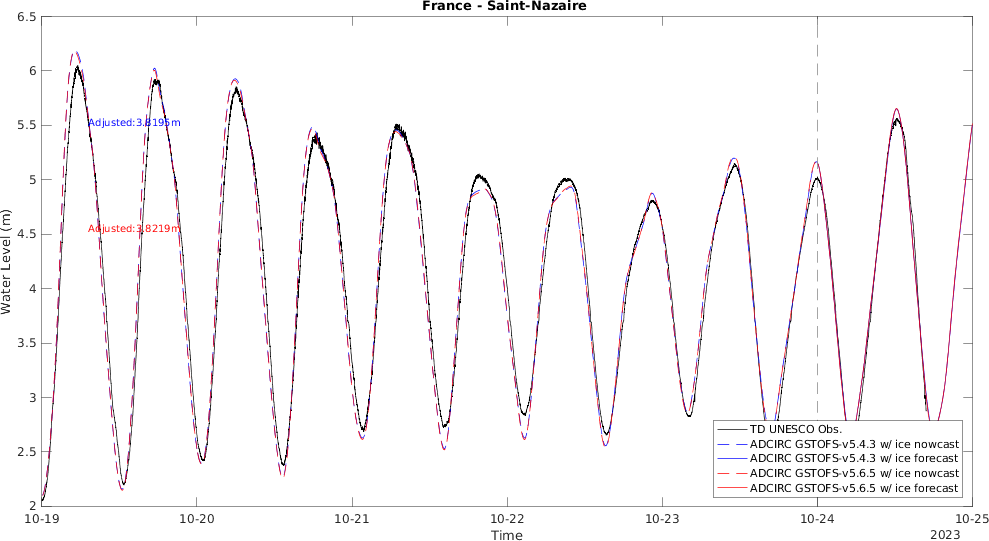 France - Saint-Nazaire
6.5
6
5.5
5
4.5
4
3.5
3
2.5
2
Water Level (m)
Adjusted:3.8195m
Adjusted:3.8219m
TD UNESCO Obs.
ADCIRC GSTOFS-v5.4.3 w/ ice nowcast
ADCIRC GSTOFS-v5.4.3 w/ ice forecast
ADCIRC GSTOFS-v5.6.5 w/ ice nowcast
ADCIRC GSTOFS-v5.6.5 w/ ice forecast
10-19 10-20 10-21 10-22 10-23 10-24 10-25
Time
2023